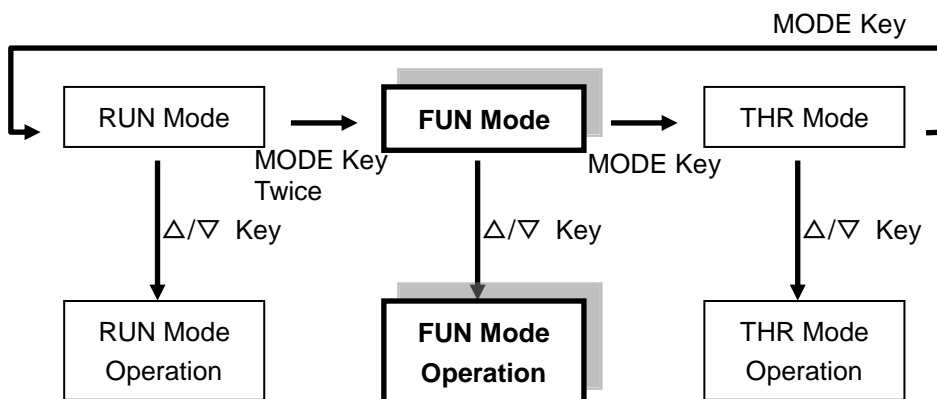 MODE Key
RUN Mode
FUN Mode
THR Mode
MODE Key
Twice
MODE Key
△/▽ Key
△/▽ Key
△/▽ Key
RUN Mode
Operation
FUN Mode
Operation
THR Mode
Operation